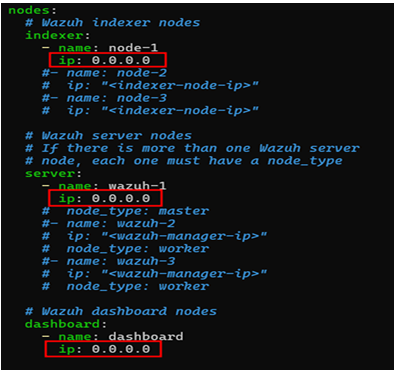 nodes:
# Wazuh indexer nodes
indexer:
- name: node-1
ip: 0.0.0.0
#- name: node-2
#  ip: "<indexer-node-ip>"
#- name: node-3
#  ip: "<indexer-node-ip>"
# Wazuh server nodes
# If there is more than one Wazuh server
# node, each one must have a node_type
server:
- name: wazuh-1
ip: 0.0.0.0
#  node_type: master
#- name: wazuh-2
#  ip: "<wazuh-manager-ip>"
#  node_type: worker
#- name: wazuh-3
#  ip: "<wazuh-manager-ip>"
#  node_type: worker
# Wazuh dashboard nodes
dashboard:
- name: dashboard
ip: 0.0.0.0